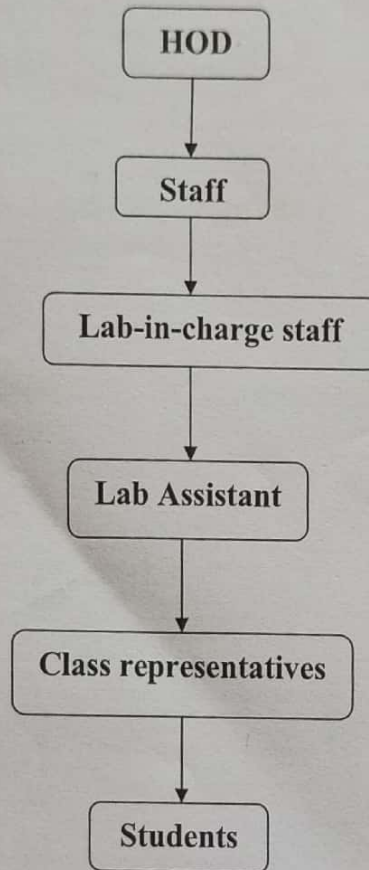 HOD
Staff
Lab-in-charge staff
Lab Assistant
Class representatives
Students